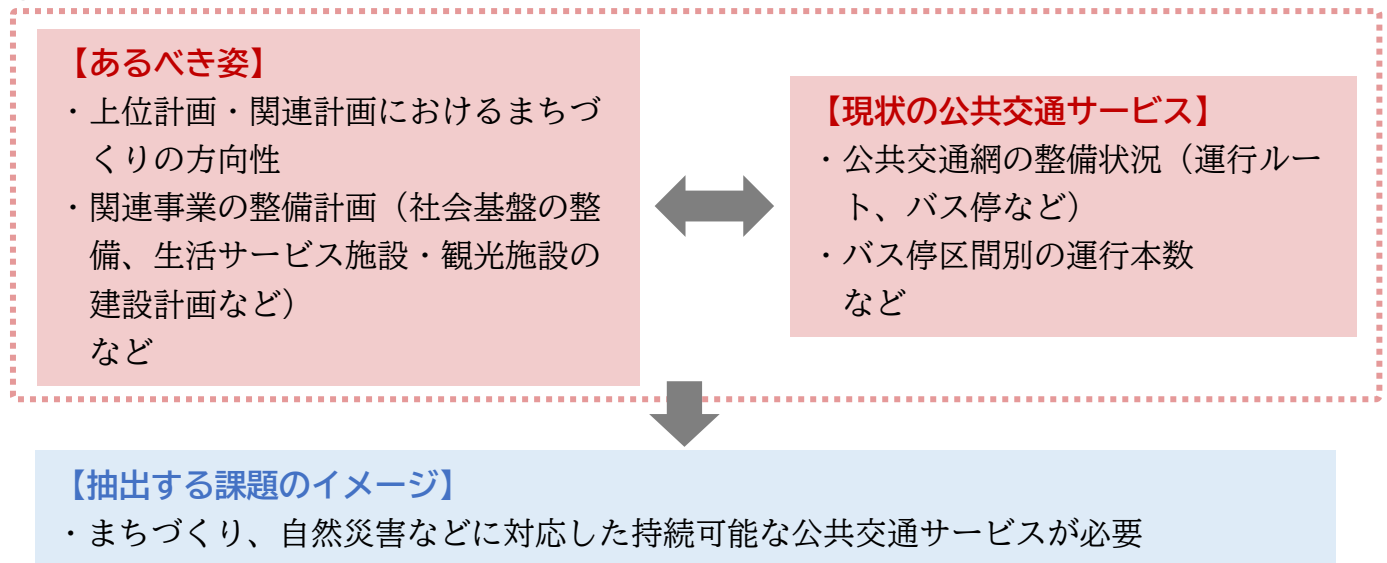 【あるべき姿】
・上位計画・関連計画におけるまちづ
くりの方向性
・関連事業の整備計画（社会基盤の整
備、生活サービス施設・観光施設の
建設計画など）
など
【現状の公共交通サービス】
・公共交通網の整備状況（運行ルー
ト、バス停など）
・バス停区間別の運行本数
など
【抽出する課題のイメージ】
・まちづくり、自然災害などに対応した持続可能な公共交通サービスが必要